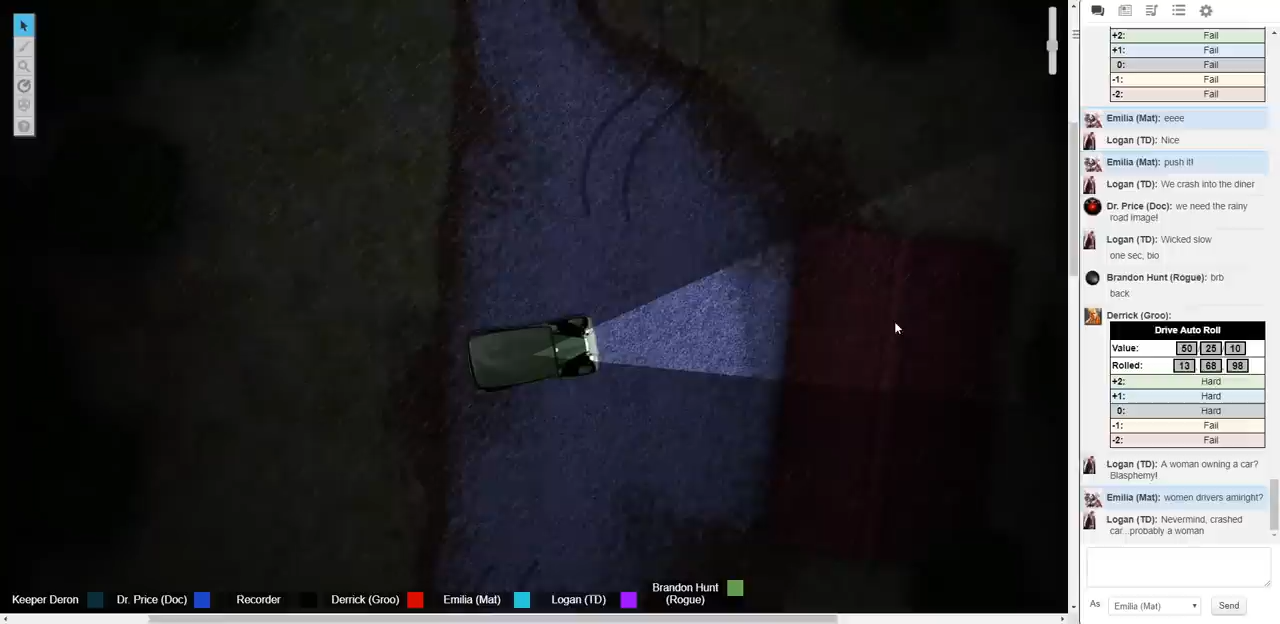 +2: Fail
+1: Fail
0: Fail
-1: Fail
-2: Fail
Emilia (Mat): eeee
Logan (TD): Nice
Emilia (Mat): push it!
Logan (TD): We crash into the diner
Dr. Price (Doc): we need the rainy
road image!
Logan (TD): Wicked slow
one sec, bio
Brandon Hunt (Rogue): brb
back
Derrick (Groo):
Drive Auto Roll
Value: 50 25 10
Rolled: 13 68 98
+2: Hard
+1: Hard
0: Hard
-1: Fail
-2: Fail
Logan (TD): A woman owning a car?
Blasphemy!
Emilia (Mat): women drivers amiright?
Logan (TD): Nevermind, crashed
car...probably a woman
As Emilia (Mat) Send
Keeper Deron Dr. Price (Doc) Recorder Derrick (Groo) Emilia (Mat) Logan (TD) Brandon Hunt
(Rogue)